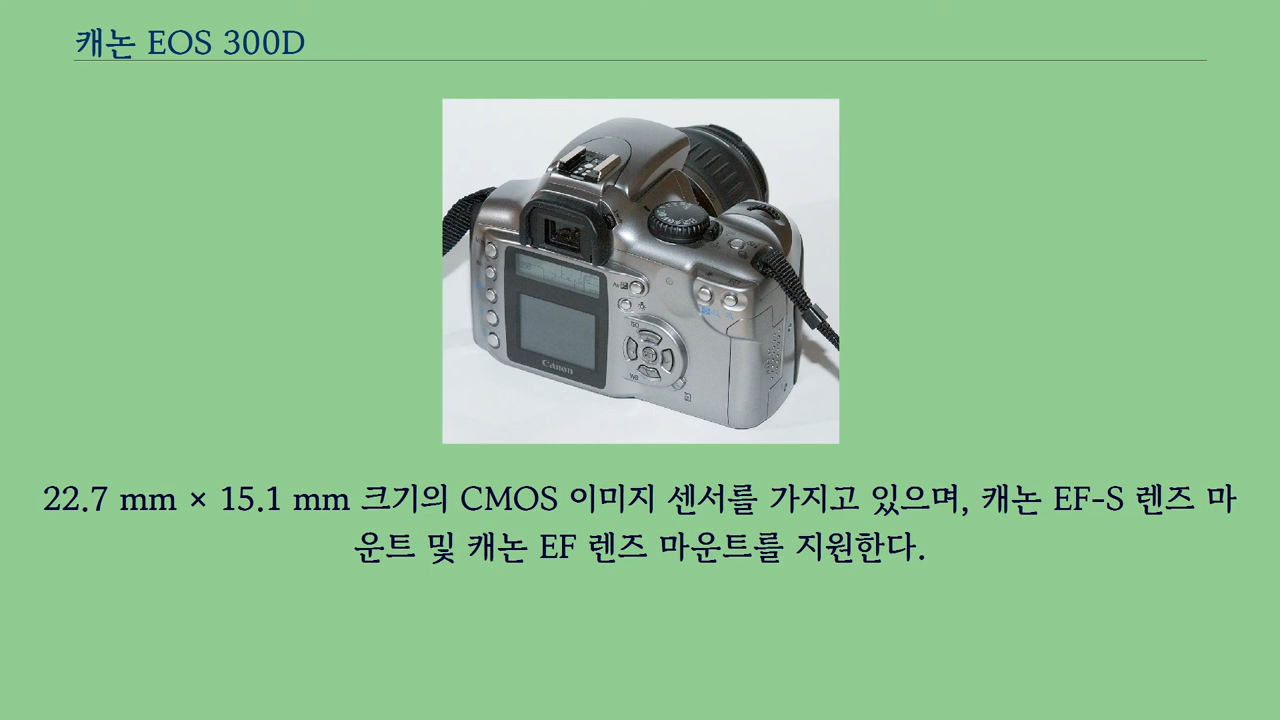 캐논 EOS 300D
Canon
22.7 mm × 15.1 mm 크기의 CMOS 이미지 센서를 가지고 있으며, 캐논 EF-S 렌즈 마
운트 및 캐논 EF 렌즈 마운트를 지원한다.